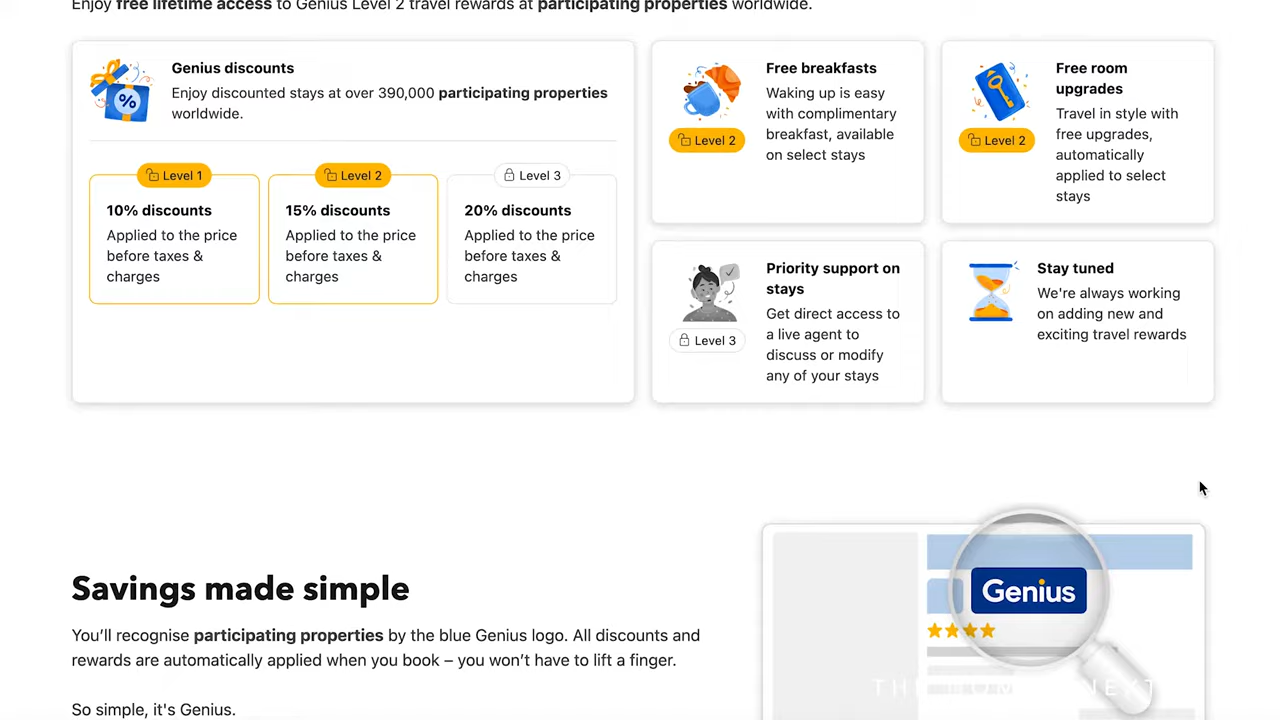 Enjoy free lifetime access to Genius Level 2 travel rewards at participating properties worldwide.
Genius discounts
Enjoy discounted stays at over 390,000 participating properties
worldwide.
Level 1
10% discounts
Applied to the price
before taxes &
charges
Level 2
15% discounts
Applied to the price
before taxes &
charges
Level 3
20% discounts
Applied to the price
before taxes &
charges
%
Free breakfasts
Waking up is easy
with complimentary
breakfast, available
on select stays
Level 2
Free room
upgrades
Travel in style with
free upgrades,
automatically
applied to select
stays
Level 2
Priority support on
stays
Get direct access to
a live agent to
discuss or modify
any of your stays
Level 3
Stay tuned
We're always working
on adding new and
exciting travel rewards
Savings made simple
You’ll recognise participating properties by the blue Genius logo. All discounts and
rewards are automatically applied when you book – you won’t have to lift a finger.
So simple, it's Genius.
Genius